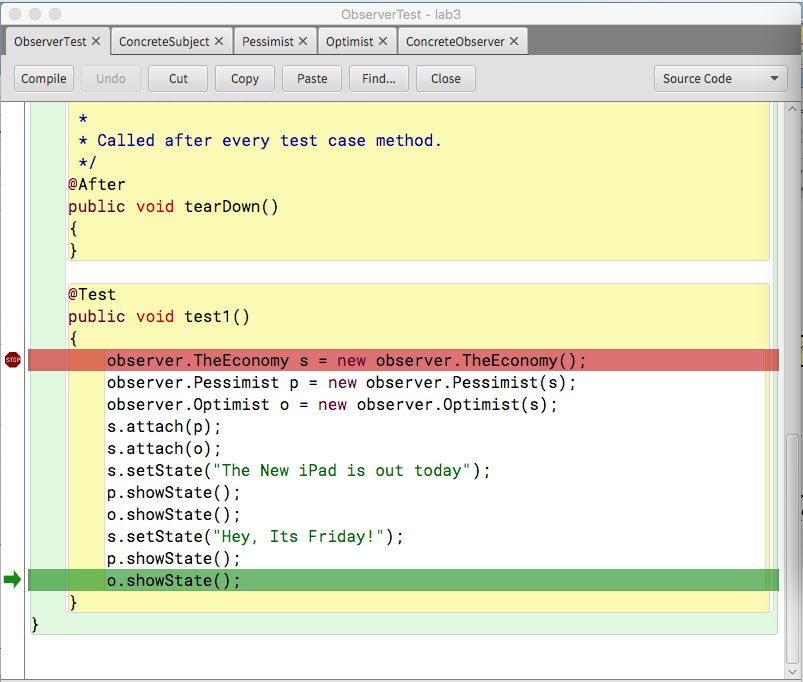 ObserverTest - lab3
ObserverTest ✕ ConcreteSubject ✕ Pessimist ✕ Optimist ✕ ConcreteObserver ✕
Compile Undo Cut Copy Paste Find... Close Source Code
*
* Called after every test case method.
*/
@After
public void tearDown()
{
}
@Test
public void test1()
{
STOP observer.TheEconomy s = new observer.TheEconomy();
observer.Pessimist p = new observer.Pessimist(s);
observer.Optimist o = new observer.Optimist(s);
s.attach(p);
s.attach(o);
s.setState("The New iPad is out today");
p.showState();
o.showState();
s.setState("Hey, Its Friday!");
p.showState();
o.showState();
}
}